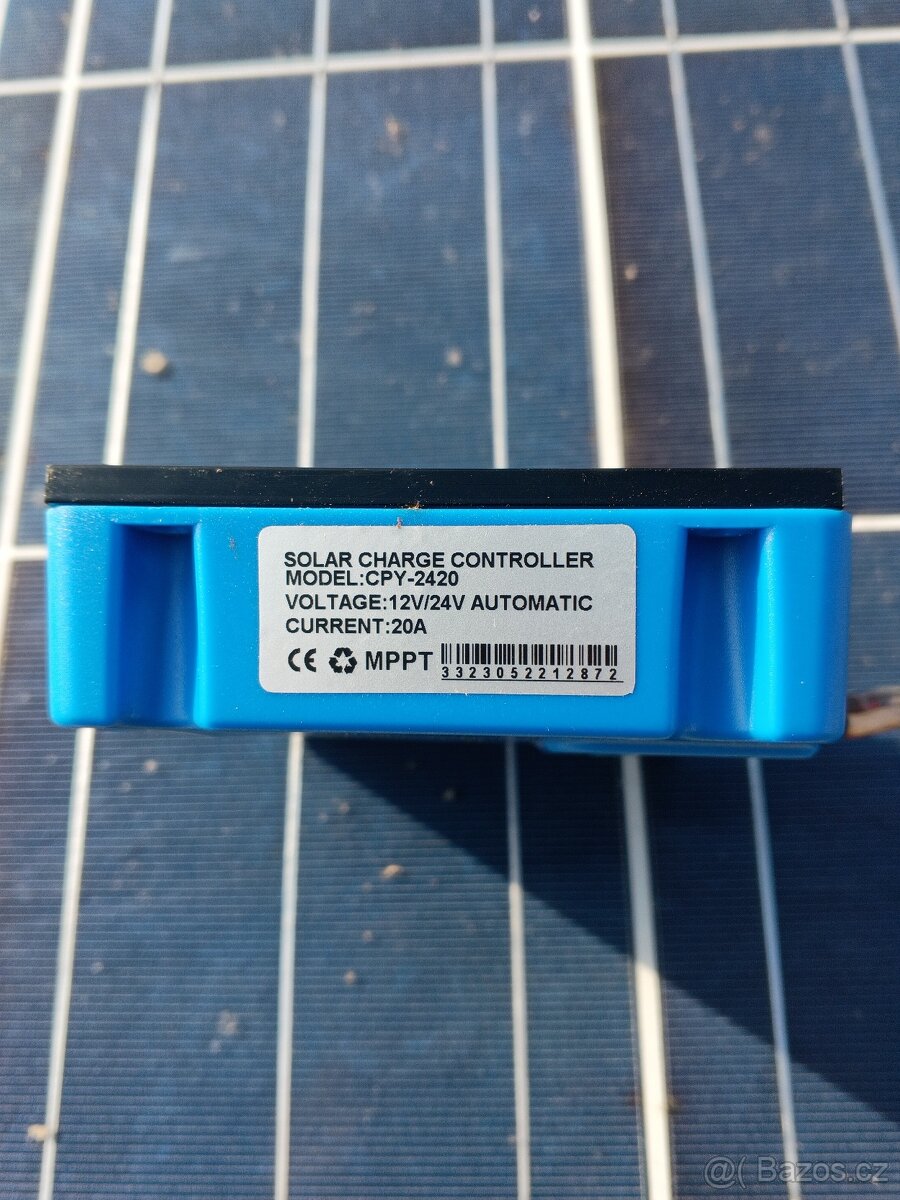 SOLAR CHARGE CONTROLLER
MODEL:CPY-2420
VOLTAGE:12V/24V AUTOMATIC
CURRENT:20A
CE MPPT
3323052212872
@( Bazos.cz